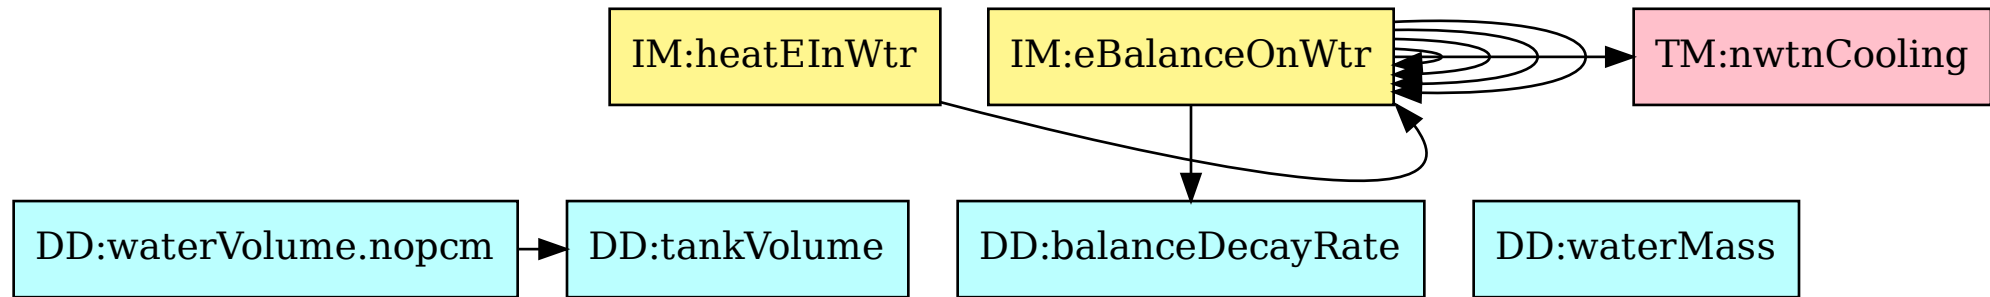 IM:heatEInWtr
IM:eBalanceOnWtr
TM:nwtnCooling
DD:waterVolume.nopcm
DD:tankVolume
DD:balanceDecayRate
DD:waterMass